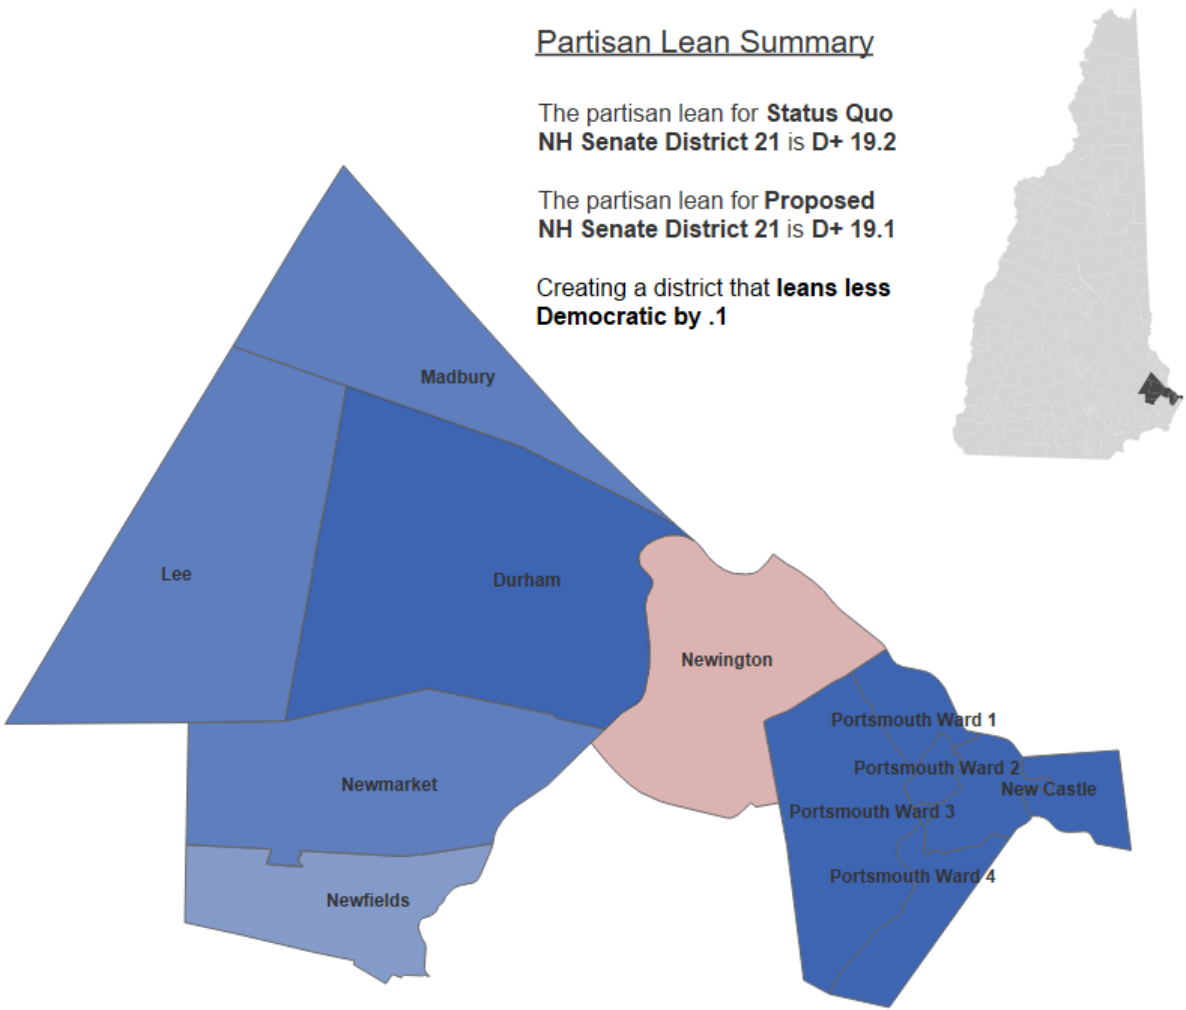 Partisan Lean Summary
The partisan lean for Status Quo
NH Senate District 21 is D+ 19.2
The partisan lean for Proposed
NH Senate District 21 is D+ 19.1
Creating a district that leans less
Democratic by .1
Madbury
Lee
Durham
Newington
Portsmouth Ward 1
Portsmouth Ward 2
New Castle
Newmarket
Portsmouth Ward 3
Portsmouth Ward 4
Newfields